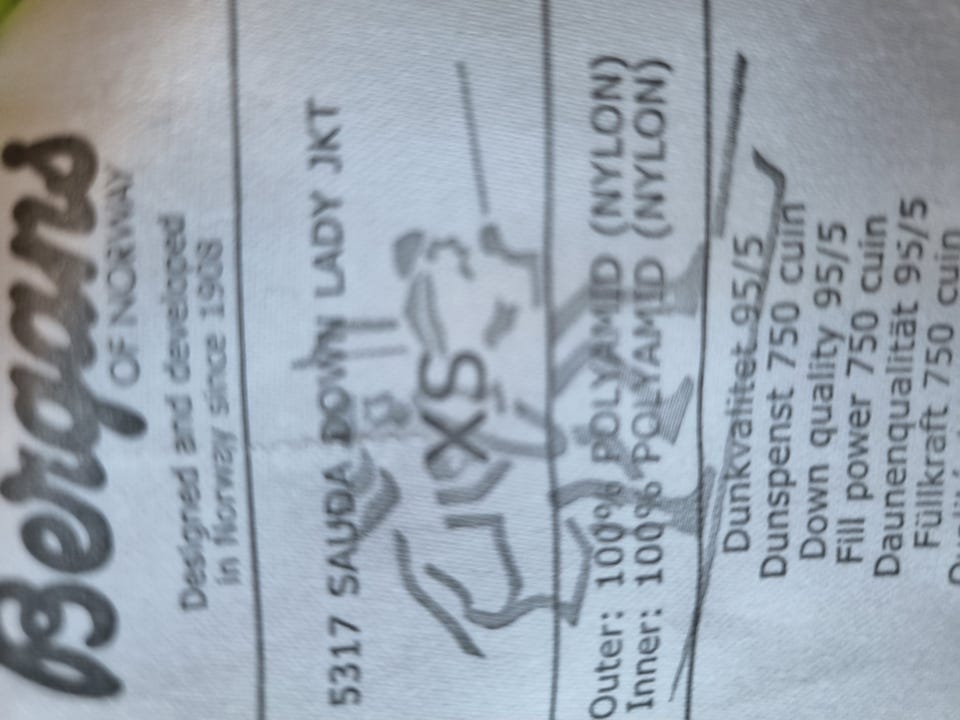 Bergans
OF NORWAY
Designed and developed
in Norway since 1908
5317 SAUDA DOWN LADY JKT
XS
Outer: 100% POLYAMID (NYLON)
Inner: 100% POLYAMID (NYLON)
Dunkvalitet 95/5
Dunspenst 750 cuin
Down quality 95/5
Fill power 750 cuin
Daunenqualität 95/5
Füllkraft 750 cuin